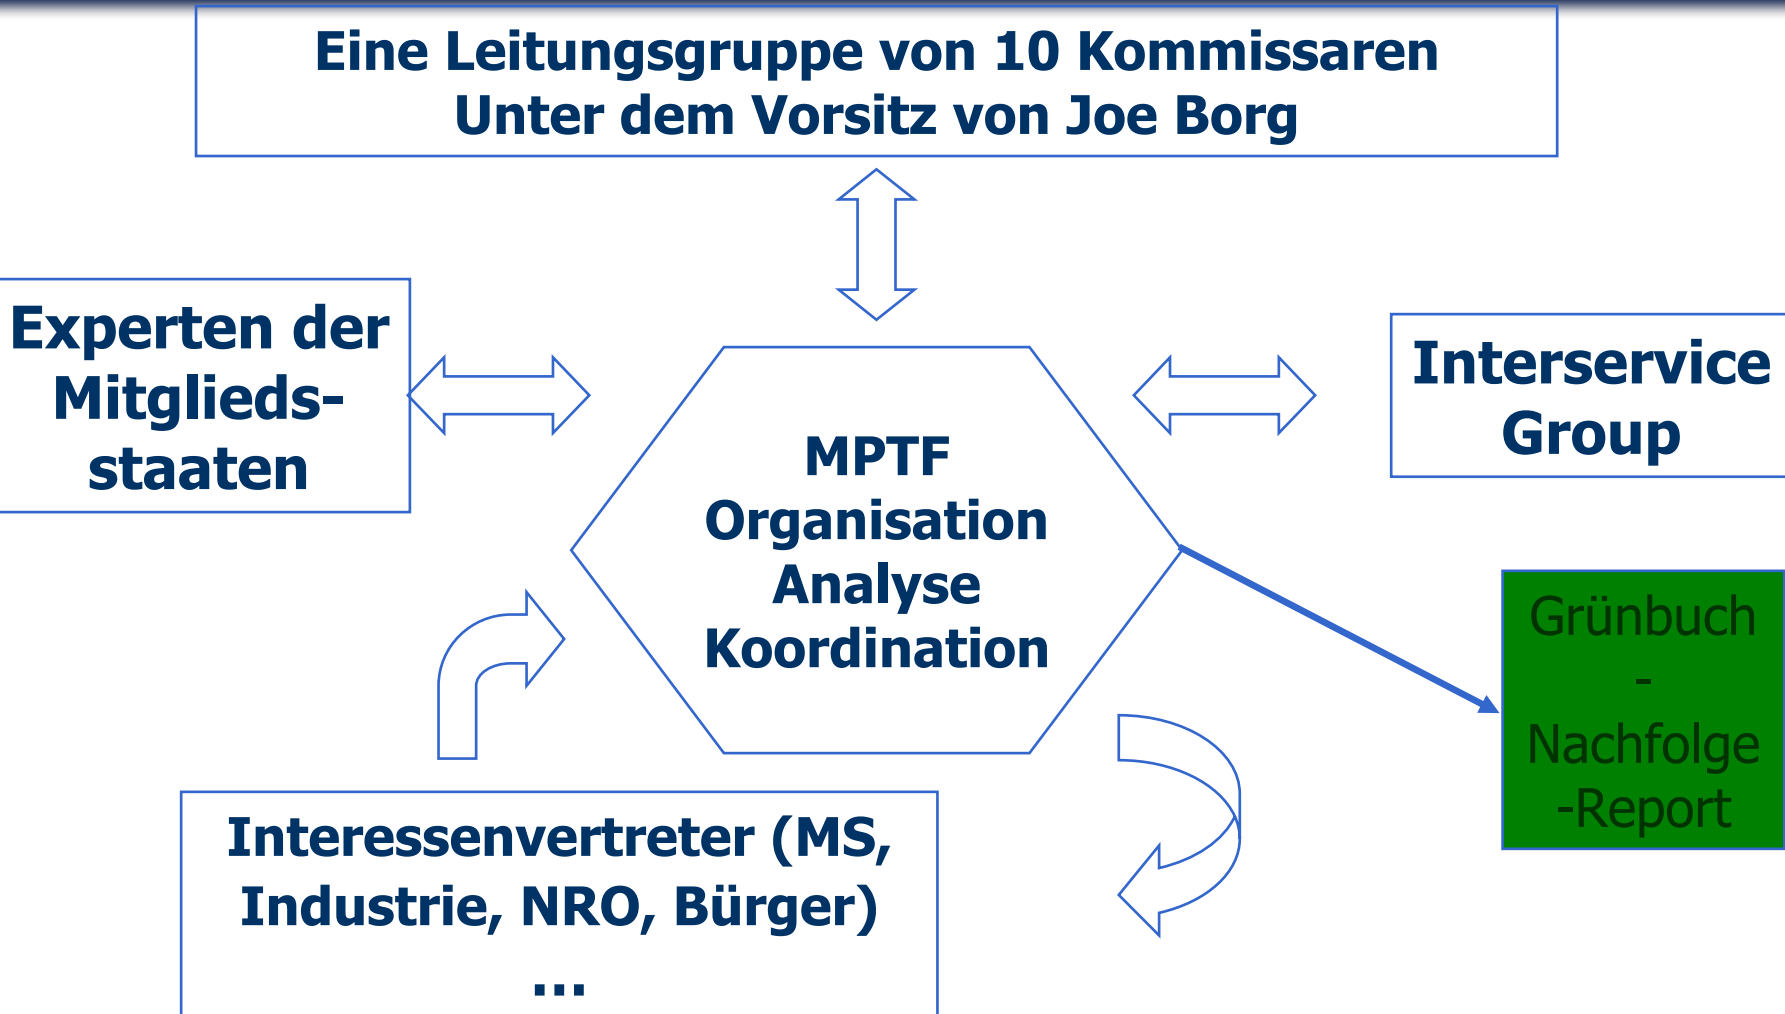 Eine Leitungsgruppe von 10 Kommissaren
Unter dem Vorsitz von Joe Borg
Experten der
Mitglieds-
staaten
Interservice
Group
MPTF
Organisation
Analyse
Koordination
Grünbuch
-
Nachfolge
-Report
Interessenvertreter (MS,
Industrie, NRO, Bürger)
...